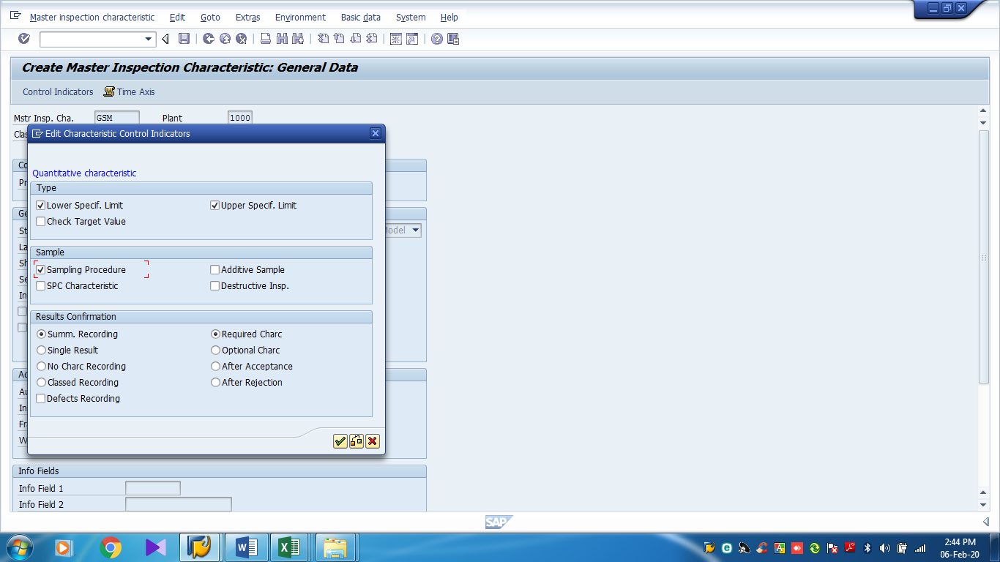 Master inspection characteristic Edit Goto Extras Environment Basic data System Help
Create Master Inspection Characteristic: General Data
Control Indicators Time Axis
Mstr Insp. Cha. GSM Plant 1000
Edit Characteristic Control Indicators
Quantitative characteristic
Type
Lower Specif. Limit Upper Specif. Limit
Check Target Value
Sample
Sampling Procedure Additive Sample
SPC Characteristic Destructive Insp.
Results Confirmation
Summ. Recording Required Charc
Single Result Optional Charc
No Charc Recording After Acceptance
Classed Recording After Rejection
Defects Recording
Info Fields
Info Field 1
Info Field 2
SAP
2:44 PM
06-Feb-20